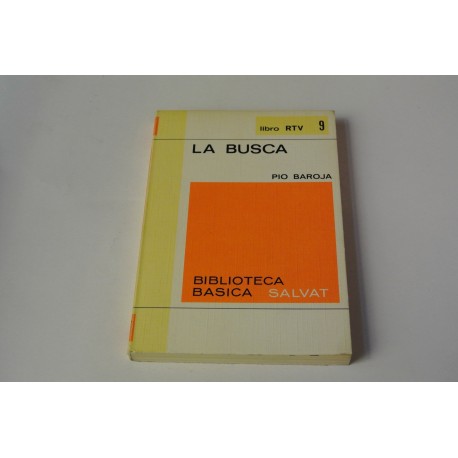 libro RTV 9
LA BUSCA
PIO BAROJA
BIBLIOTECA
BASICA SALVAT